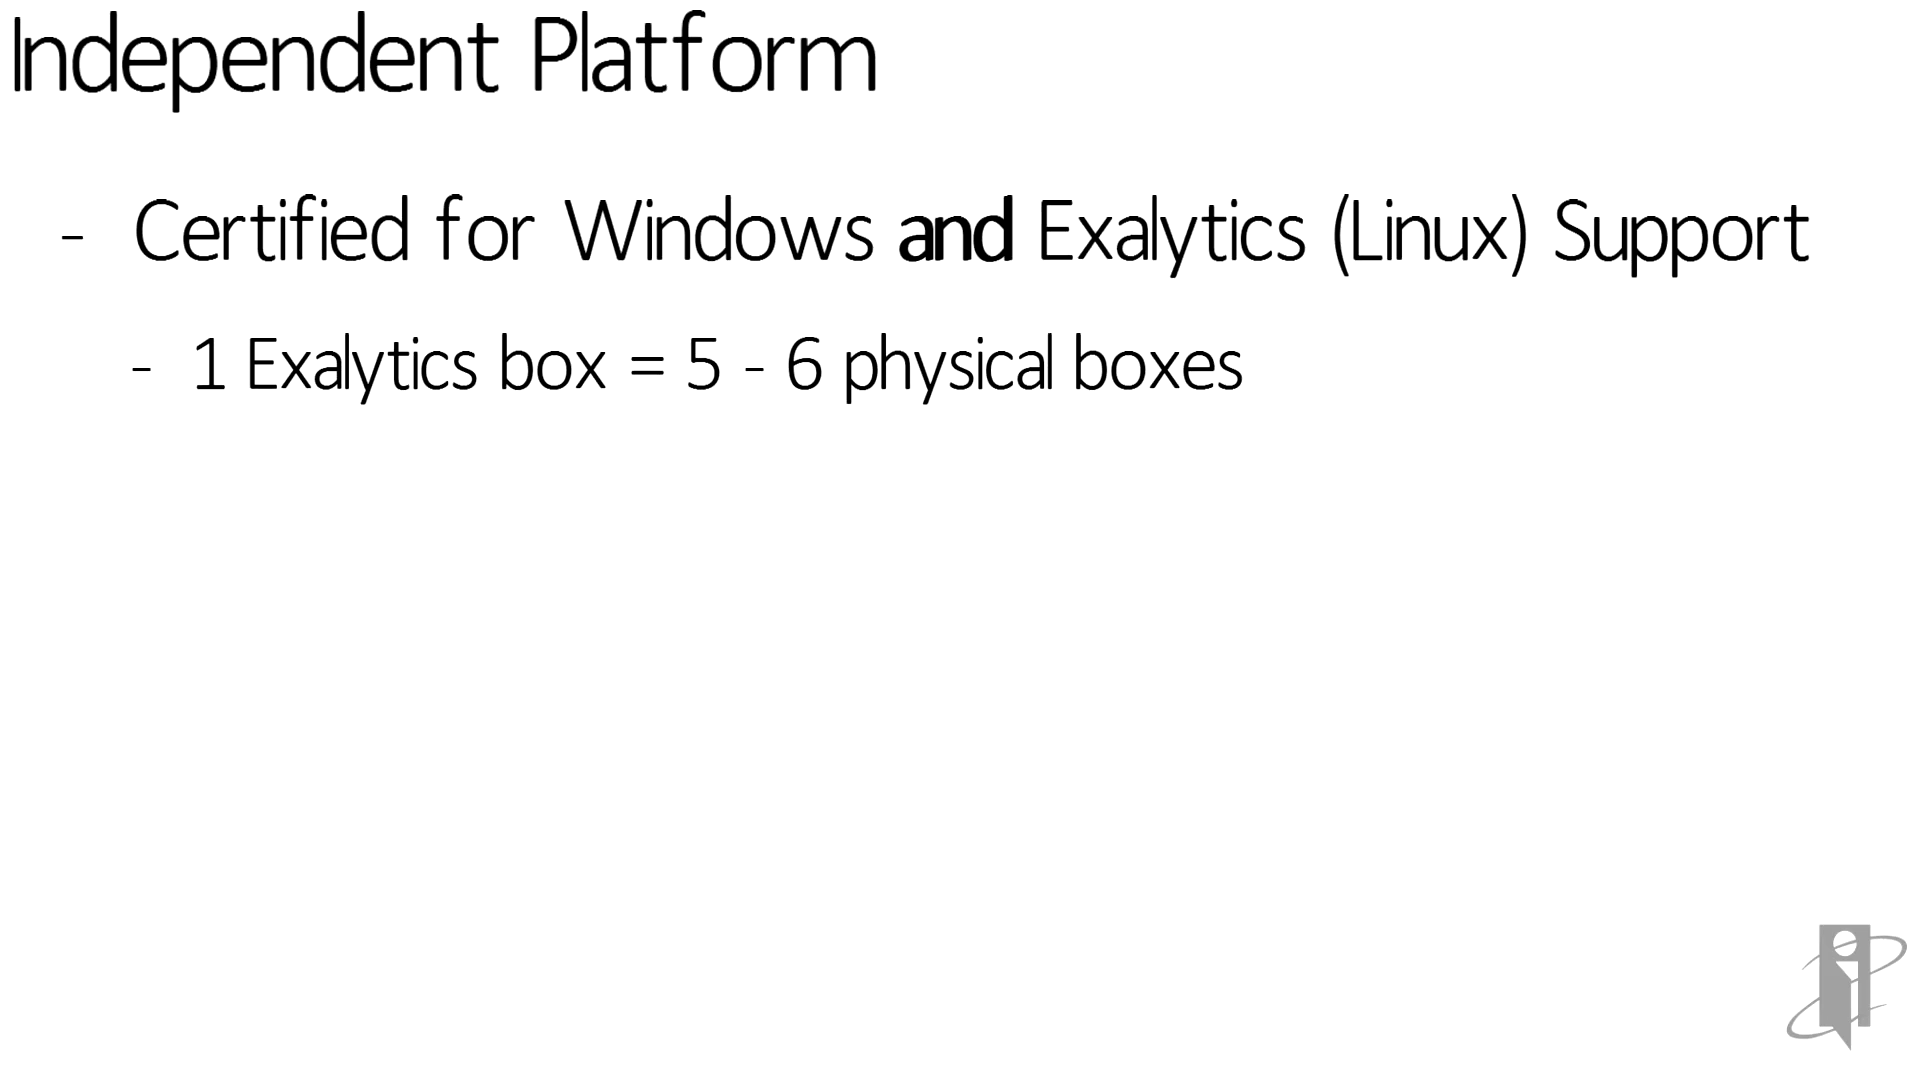 Independent Platform
- Certified for Windows and Exalytics (Linux) Support
- 1 Exalytics box = 5 - 6 physical boxes